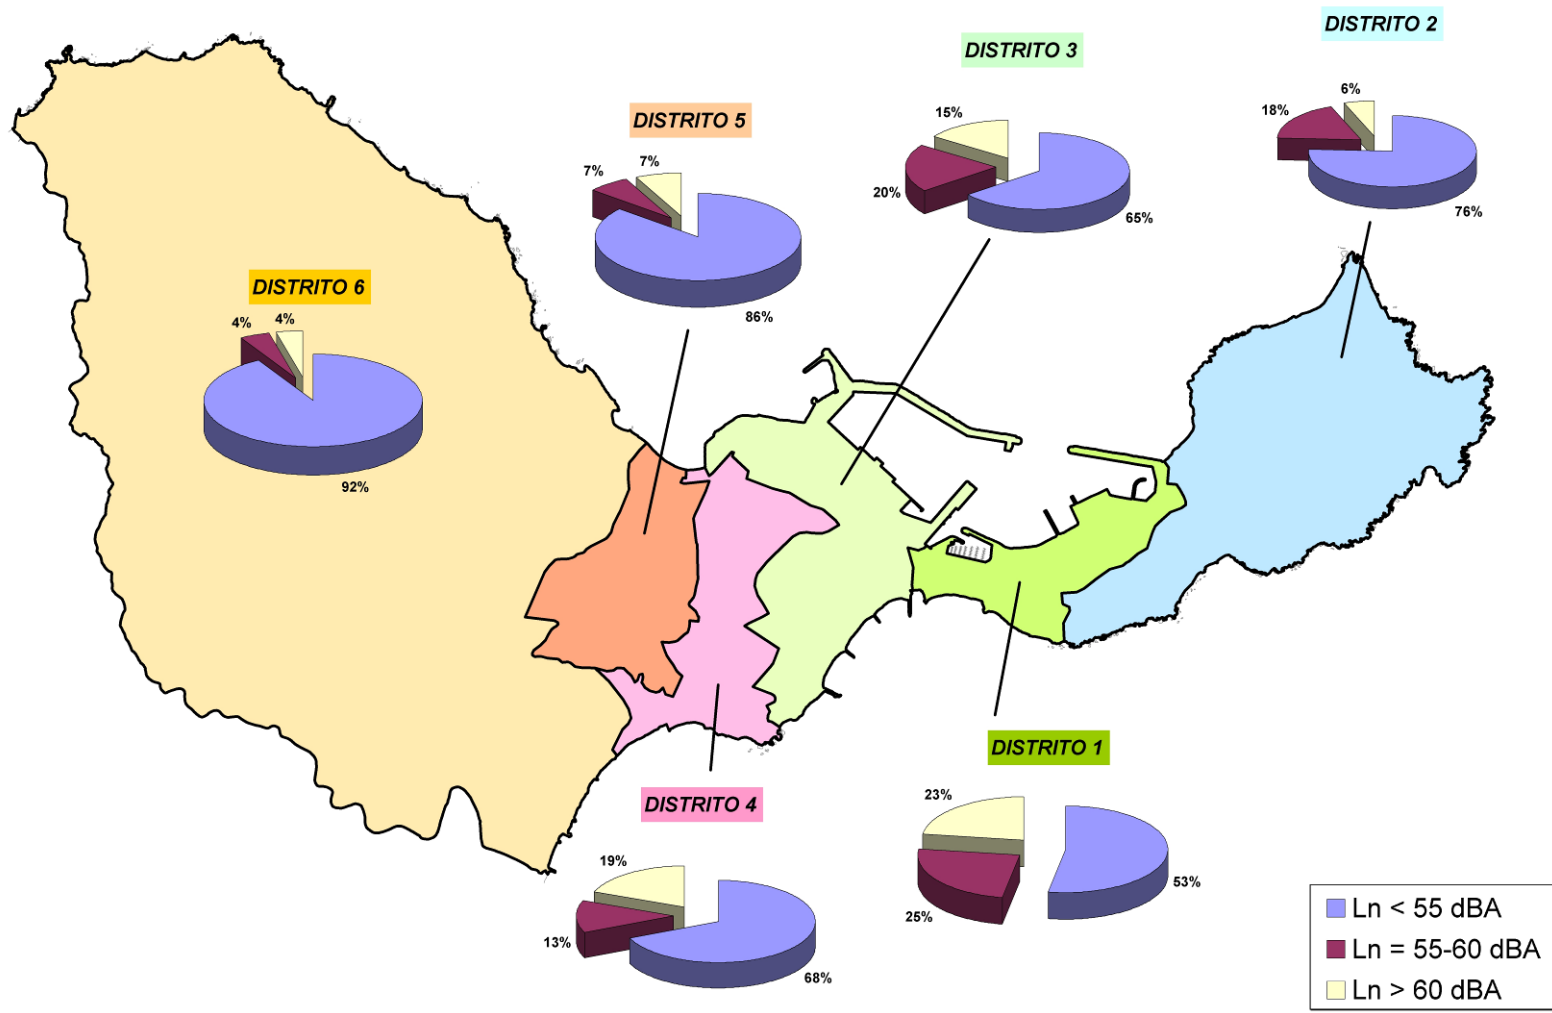 DISTRITO 2
6%
18%
76%
DISTRITO 3
15%
20%
65%
DISTRITO 5
7%
7%
86%
DISTRITO 6
4%
4%
92%
DISTRITO 1
23%
25%
53%
DISTRITO 4
19%
13%
68%
Ln < 55 dBA
Ln = 55-60 dBA
Ln > 60 dBA